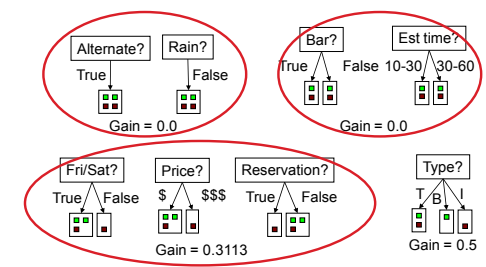 Alternate? Rain?
True False
Gain = 0.0
Bar? Est time?
True False 10-30 30-60
Gain = 0.0
Fri/Sat? Price? Reservation?
True False $ $$$ True False
Gain = 0.3113
Type?
T B I
Gain = 0.5